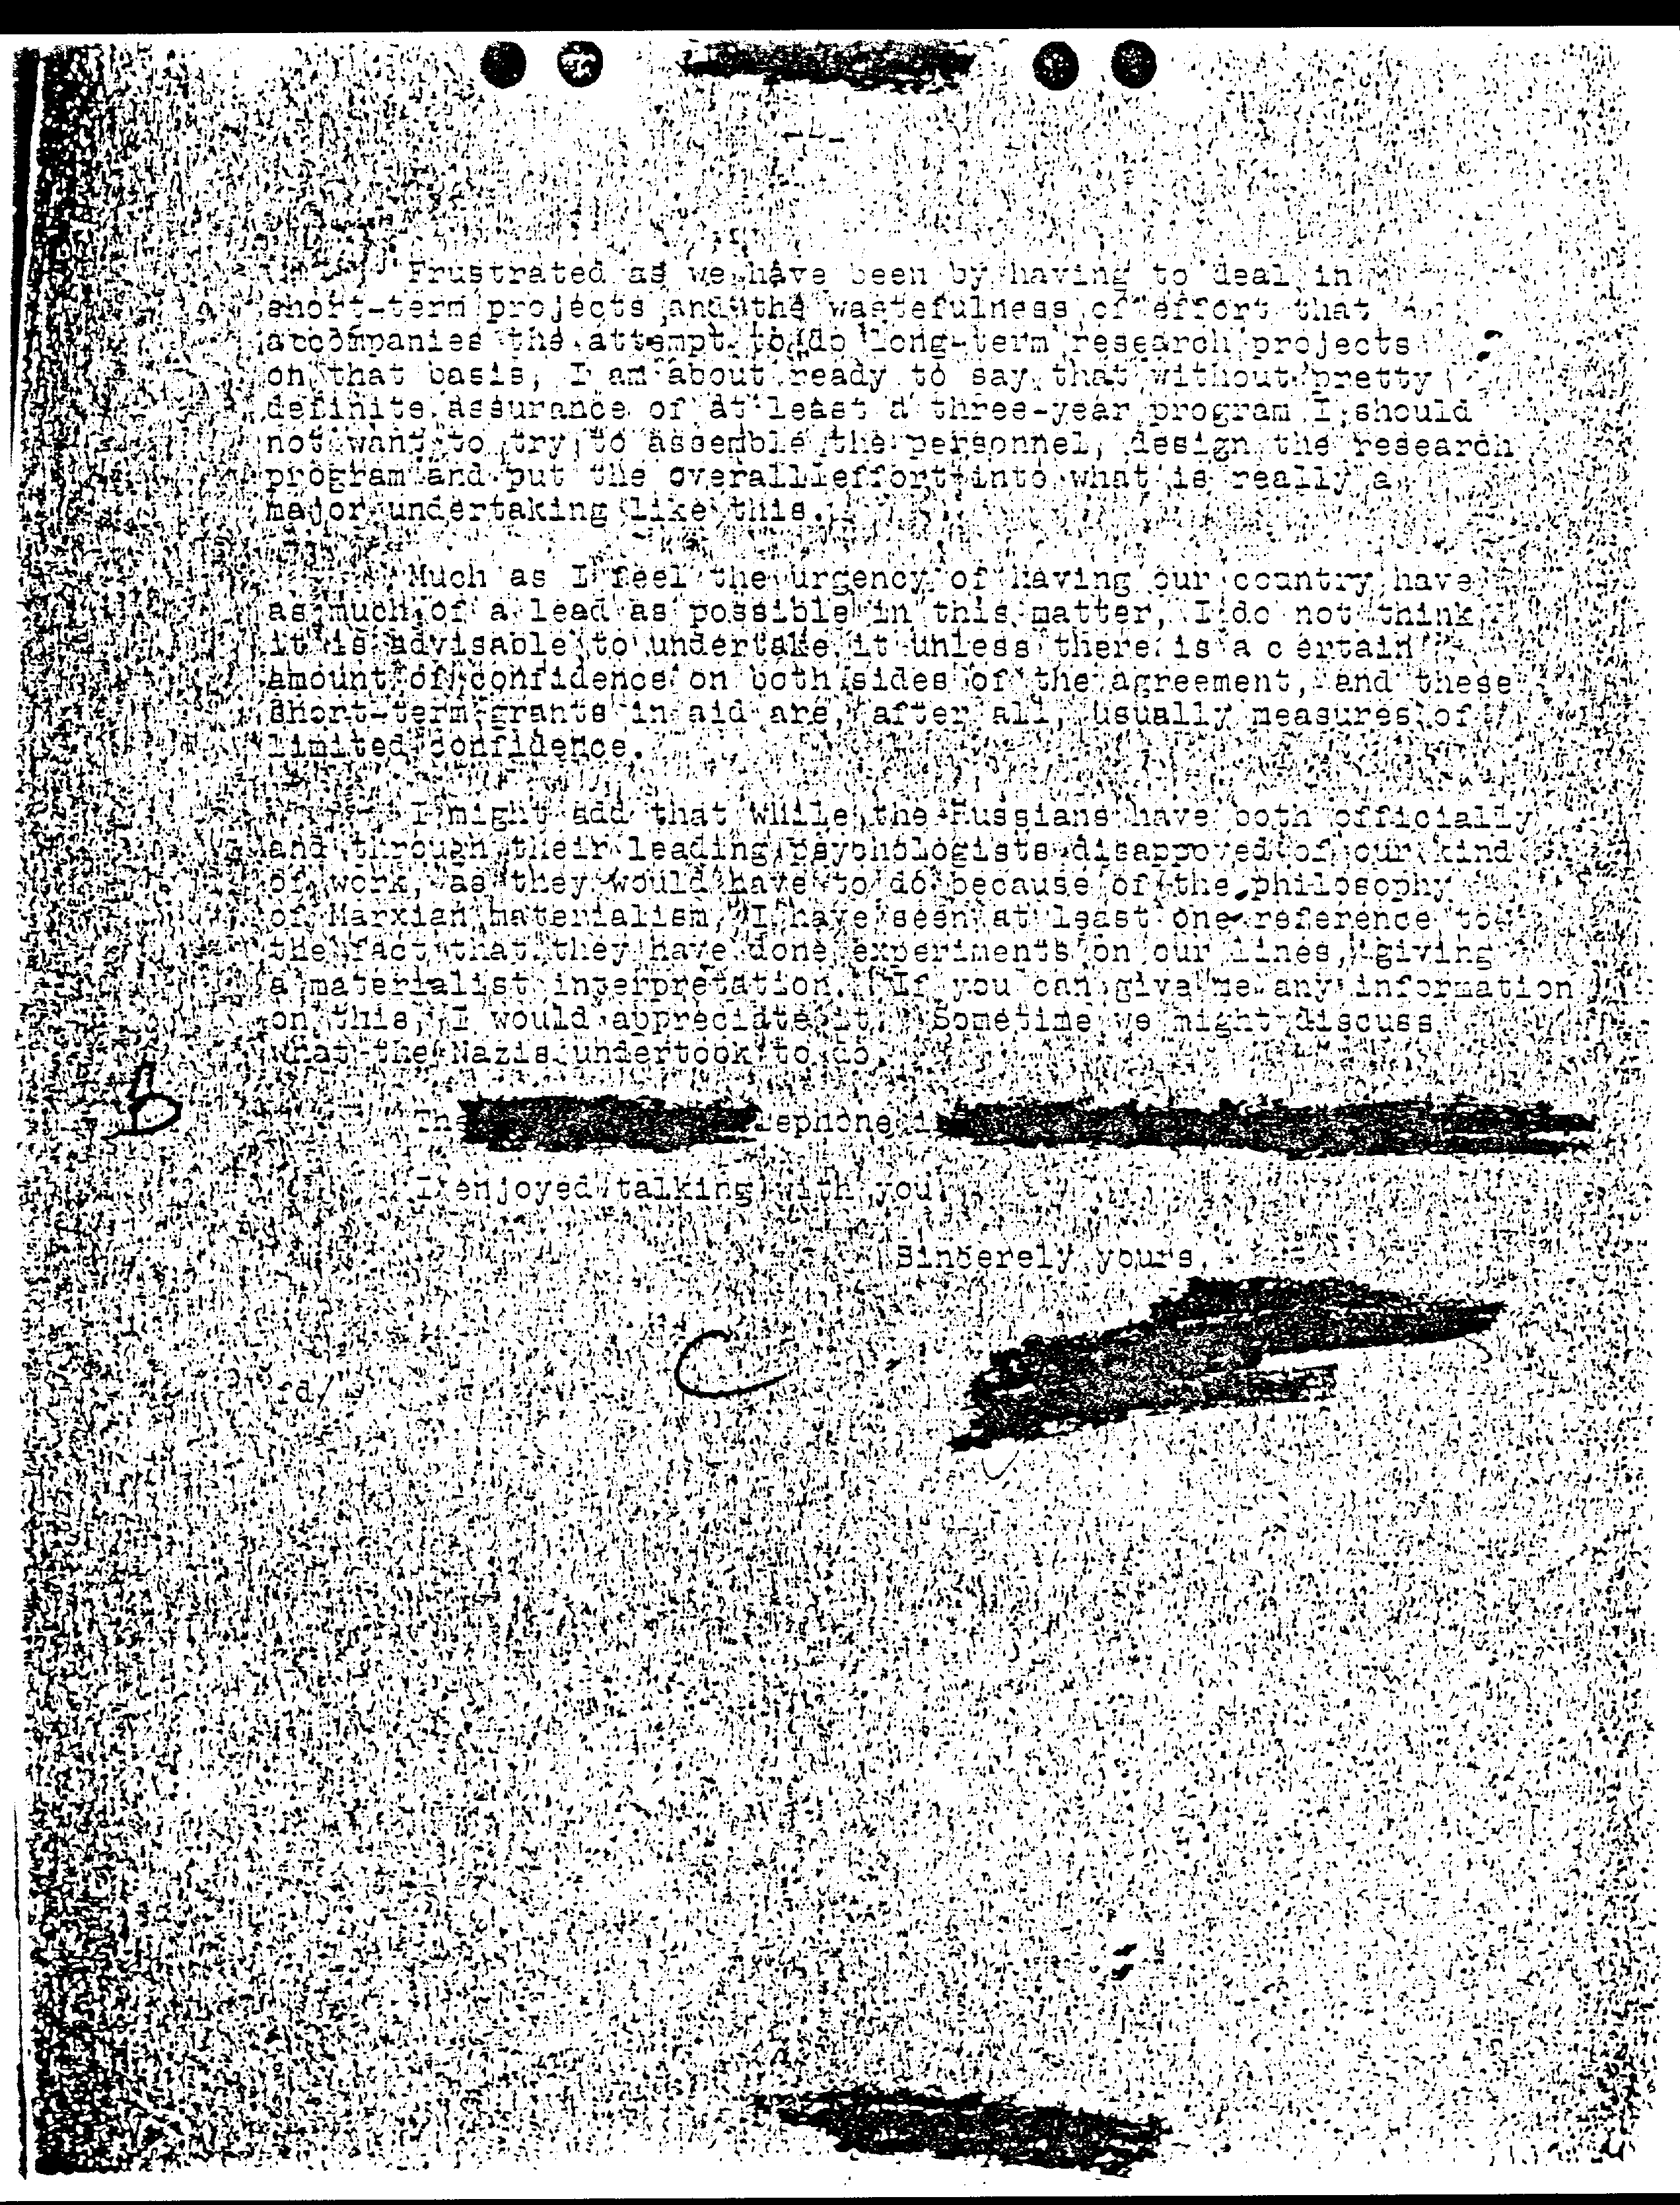 Frustrated as we have been by having to deal in
short-term projects and the wastefulness of effort that
accompanies the attempt to do long-term research projects
on that basis, I am about ready to say that without pretty
definite assurance of at least a three-year program I should
not want to try to assemble the personnel, design the research
program and put the overall effort into what is really a
major undertaking like this.
Much as I feel the urgency of having our country have
as much of a lead as possible in this matter, I do not think
it is advisable to undertake it unless there is a c ertain
amount of confidence on both sides of the agreement, and these
short-term grants in aid are, after all, usually measures of
limited confidence.
I might add that while the Russians have both officially
and through their leading psychologists disapproved of our kind
of work, as they would have to do because of the philosophy
of Marxian materialism, I have seen at least one reference to
the fact that they have done experiments on our lines, giving
a materialist interpretation. If you can give me any information
on this, I would appreciate it. Sometime we might discuss
what the Nazis undertook to do.
The
I enjoyed talking with you.
Sincerely yours,
b
C